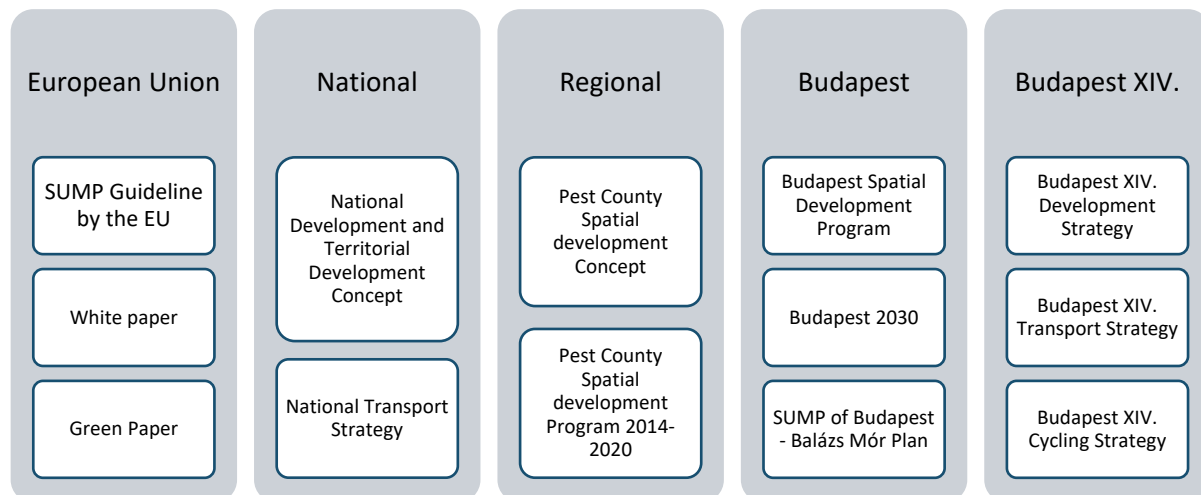 European Union
SUMP Guideline
by the EU
White paper
Green Paper
National
National
Development and
Territorial
Development
Concept
National Transport
Strategy
Regional
Pest County
Spatial
development
Concept
Pest County
Spatial
development
Program 2014-
2020
Budapest
Budapest Spatial
Development
Program
Budapest 2030
SUMP of Budapest
- Balázs Mór Plan
Budapest XIV.
Budapest XIV.
Development
Strategy
Budapest XIV.
Transport Strategy
Budapest XIV.
Cycling Strategy